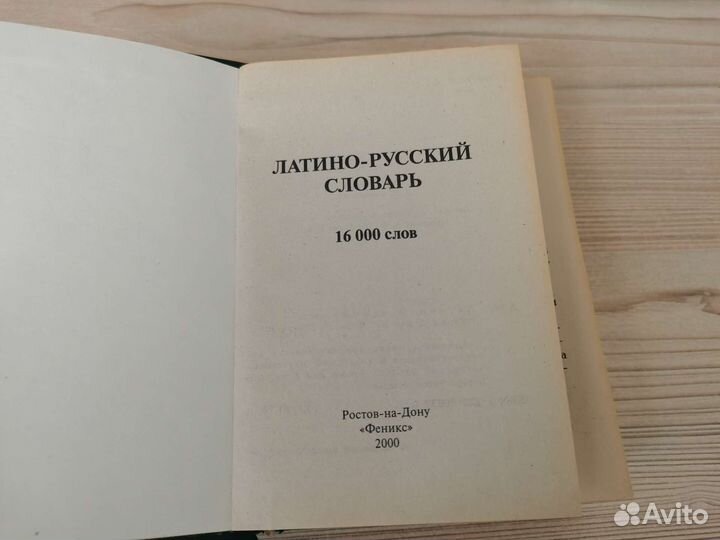 ЛАТИНО-РУССКИЙ
СЛОВАРЬ
16 000 слов
Ростов-на-Дону
«Феникс»
2000
Avito